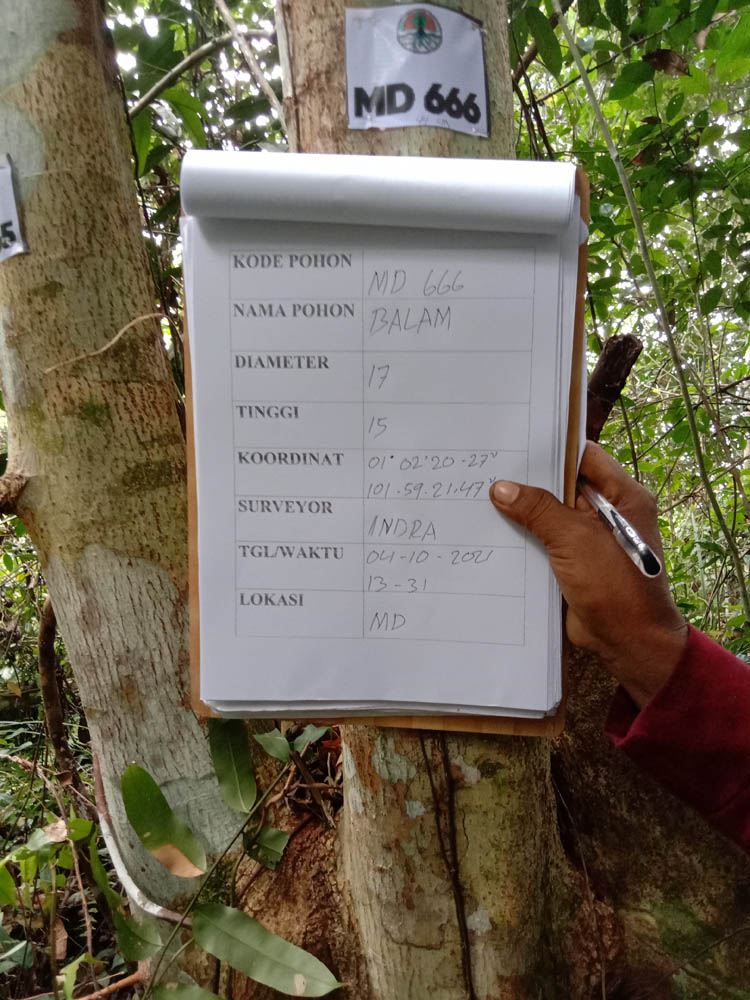 MD 666
5
KODE POHON MD 666
NAMA POHON BALAM
DIAMETER 17
TINGGI 15
KOORDINAT 01° 02' 20.27"
101.59.21.47"
SURVEYOR INDRA
TGL/WAKTU 04-10-2021
13-31
LOKASI MD